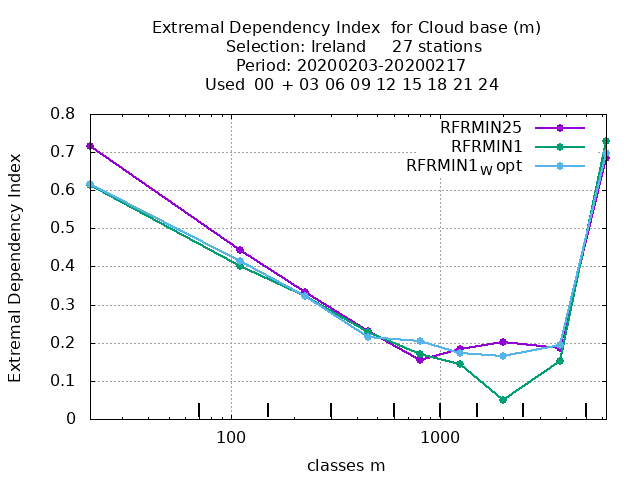 Extremal Dependency Index  for Cloud base (m)
Selection: Ireland     27 stations
Period: 20200203-20200217
Used  00 + 03 06 09 12 15 18 21 24
RFRMIN25
RFRMIN1
RFRMIN1w opt
Extremal Dependency Index
0.8
0.7
0.6
0.5
0.4
0.3
0.2
0.1
0
100
1000
classes m